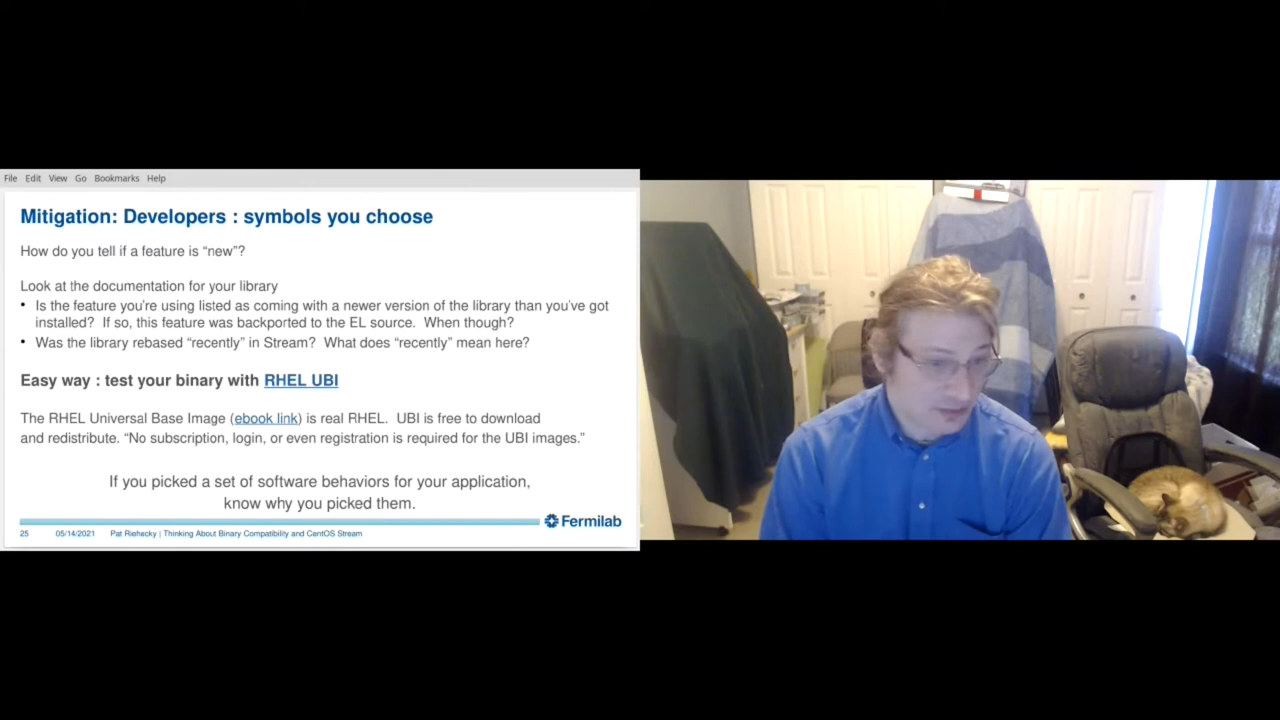 File Edit View Go Bookmarks Help
Mitigation: Developers : symbols you choose
How do you tell if a feature is “new”?
Look at the documentation for your library
• Is the feature you’re using listed as coming with a newer version of the library than you’ve got
installed? If so, this feature was backported to the EL source. When though?
• Was the library rebased “recently” in Stream? What does “recently” mean here?
Easy way : test your binary with RHEL UBI
The RHEL Universal Base Image (ebook link) is real RHEL. UBI is free to download
and redistribute. “No subscription, login, or even registration is required for the UBI images.”
If you picked a set of software behaviors for your application,
know why you picked them.
Fermilab
25 05/14/2021 Pat Riehecky | Thinking About Binary Compatibility and CentOS Stream